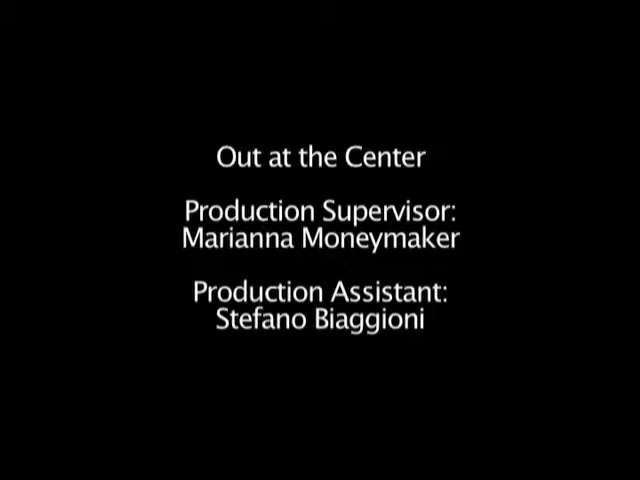 Out at the Center
Production Supervisor:
Marianna Moneymaker
Production Assistant:
Stefano Biaggioni